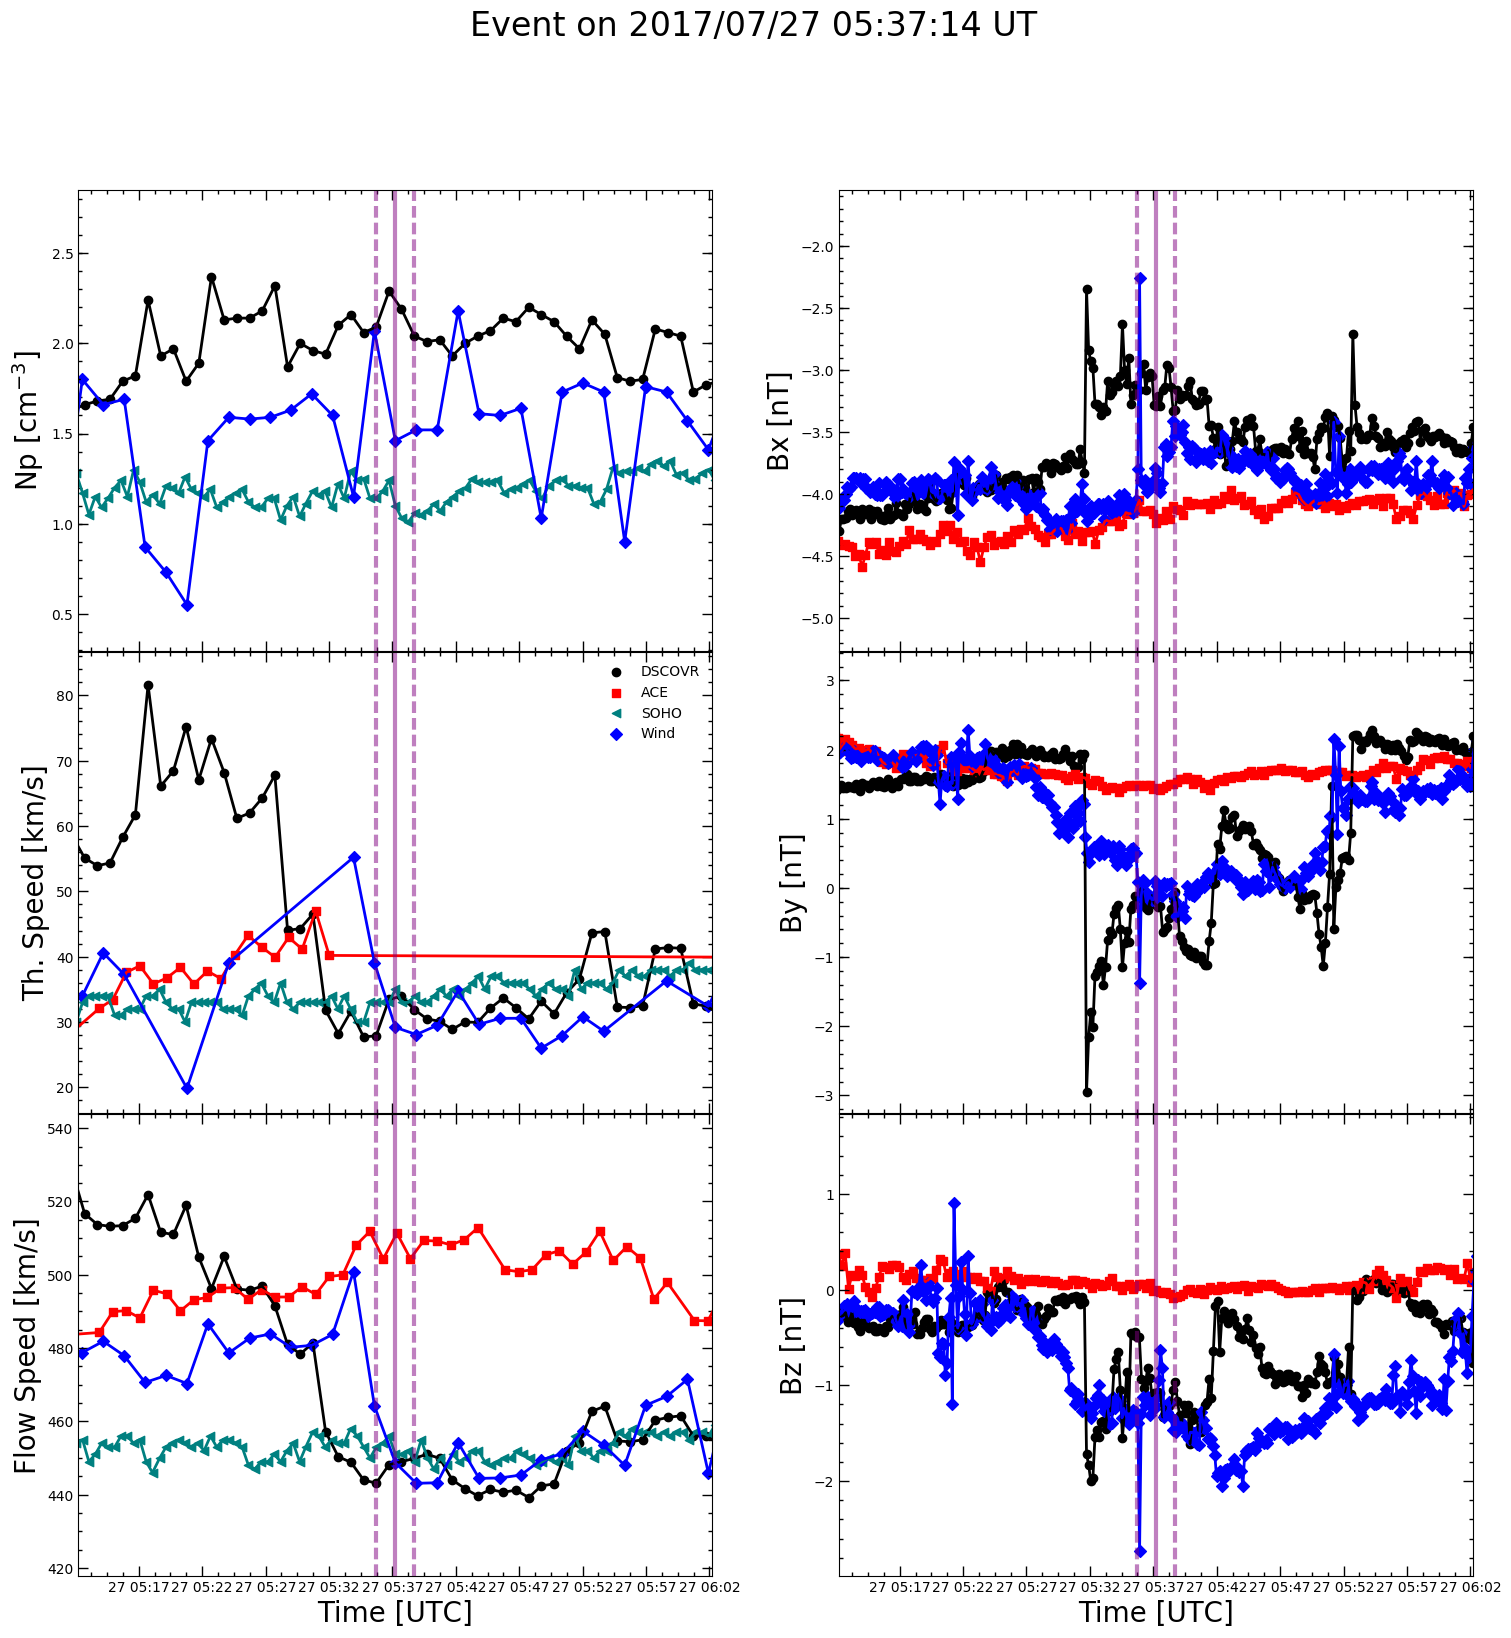 Event on 2017/07/27 05:37:14 UT
Np [cm⁻³]
2.5
2.0
1.5
1.0
0.5
Th. Speed [km/s]
80
70
60
50
40
30
20
DSCOVR
ACE
SOHO
Wind
Flow Speed [km/s]
540
520
500
480
460
440
420
27 05:17 27 05:22 27 05:27 27 05:32 27 05:37 27 05:42 27 05:47 27 05:52 27 05:57 27 06:02
Time [UTC]
Bx [nT]
−2.0
−2.5
−3.0
−3.5
−4.0
−4.5
−5.0
By [nT]
3
2
1
0
−1
−2
−3
Bz [nT]
1
0
−1
−2
27 05:17 27 05:22 27 05:27 27 05:32 27 05:37 27 05:42 27 05:47 27 05:52 27 05:57 27 06:02
Time [UTC]